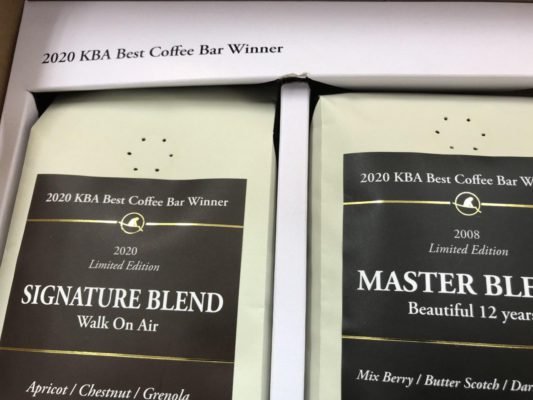 2020 KBA Best Coffee Bar Winner
2020 KBA Best Coffee Bar Winner
2020
Limited Edition
SIGNATURE BLEND
Walk On Air
Apricot / Chestnut / Grenola
2020 KBA Best Coffee Bar W
2008
Limited Edition
MASTER BLE
Beautiful 12 years
Mix Berry / Butter Scotch / Dar